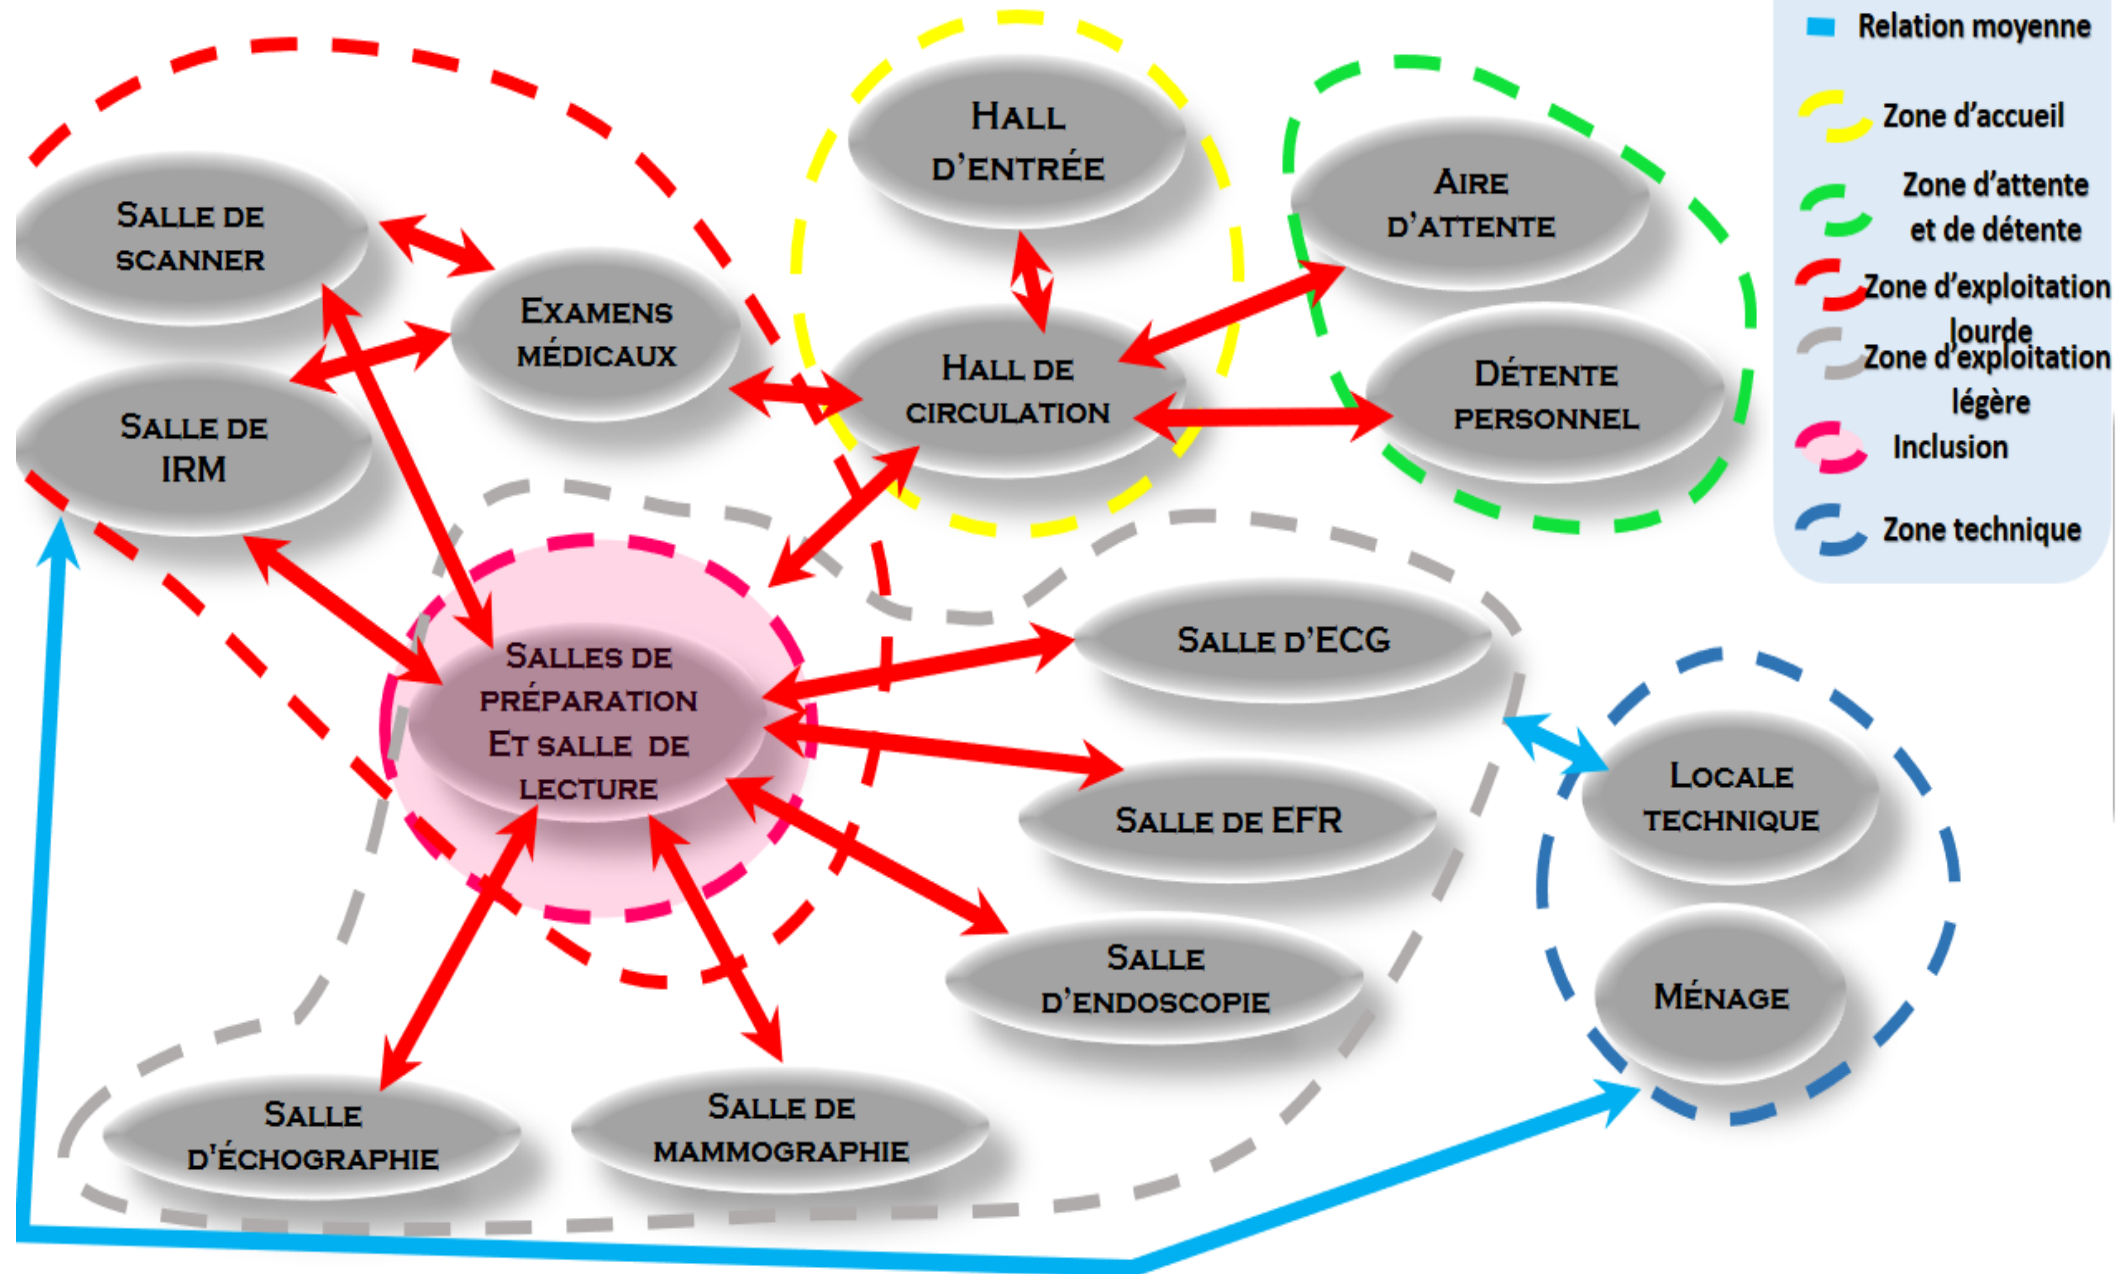 Hall
d'entrée
Aire
d'attente
Salle de
scanner
Examens
médicaux
Hall de
circulation
Détente
personnel
Salle de
IRM
Salles de
préparation
Et salle de
lecture
Salle d'ECG
Salle de EFR
Salle
d'endoscopie
Salle
d'échographie
Salle de
mammographie
Locale
technique
Ménage
Relation moyenne
Zone d'accueil
Zone d'attente
et de détente
Zone d'exploitation
lourde
Zone d'exploitation
légère
Inclusion
Zone technique